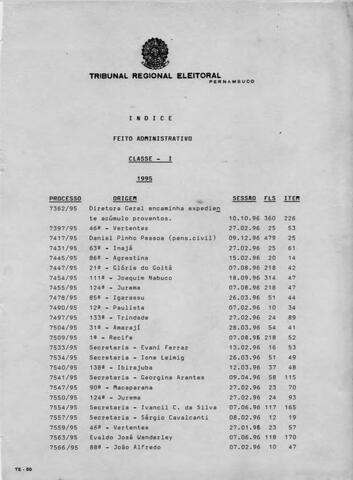 TRIBUNAL REGIONAL ELEITORAL
PERNAMBUCO
I N D I C E
FEITO ADMINISTRATIVO
CLASSE - I
1995
PROCESSO ORIGEM SESSÃO FLS ITEM
7362/95 Diretora Geral encaminha expedien
te acúmulo proventos. 10.10.96 360 226
7397/95 46ª - Vertentes 27.02.96 25 53
7417/95 Daniel Pinho Pessoa (pens.civil) 09.12.96 479 25
7431/95 63ª - Inajá 27.02.96 25 61
7445/95 86ª - Agrestina 15.02.96 20 14
7447/95 21ª - Glória do Goitá 07.08.96 218 42
7454/95 111ª - Joaquim Nabuco 18.09.96 314 47
7455/95 124ª - Jurema 07.08.96 218 47
7478/95 85ª - Igarassu 26.03.96 51 44
7490/95 12ª - Paulista 07.02.96 10 34
7497/95 133ª - Trindade 27.02.96 24 89
7504/95 31ª - Amarají 28.03.96 54 41
7509/95 1ª - Recife 07.08.96 218 52
7533/95 Secretaria - Evani Ferraz 13.02.96 16 53
7534/95 Secretaria - Ione Leimig 26.03.96 51 49
7540/95 138ª - Ibirajuba 12.03.96 37 48
7541/95 Secretaria - Georgina Arantes 09.04.96 58 115
7547/95 90ª - Macaparana 27.02.96 23 70
7550/95 124ª - Jurema 27.02.96 24 93
7554/95 Secretaria - Ivancil C. da Silva 07.06.96 117 165
7557/95 Secretaria - Sérgio Cavalcanti 08.02.96 12 19
7559/95 46ª - Vertentes 27.01.96 23 57
7563/95 Evaldo José Wanderley 07.06.96 118 170
7566/95 88ª - João Alfredo 07.02.96 10 47
TE - 50